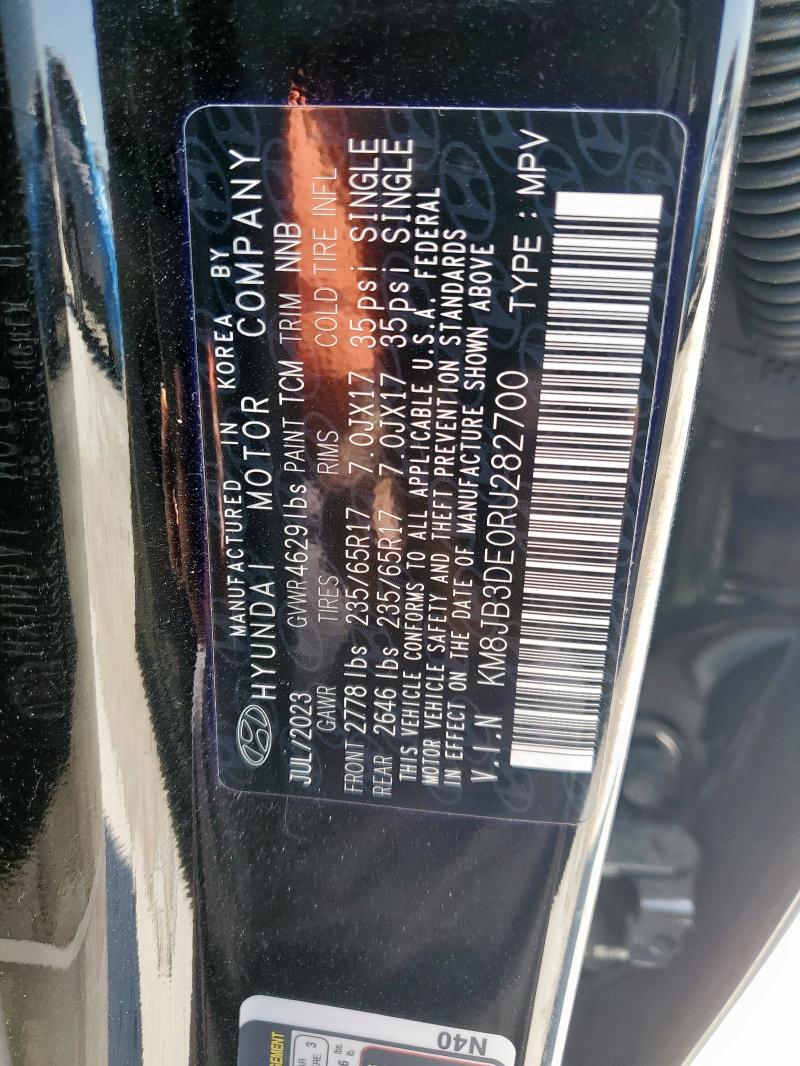 MANUFACTURED IN KOREA BY
HYUNDAI MOTOR COMPANY
JUL/2023 GVWR 4629 lbs PAINT TCM TRIM NNB
GAWR TIRES RIMS COLD TIRE INFL
FRONT 2778 lbs 235/65R17 7.0JX17 35psi SINGLE
REAR 2646 lbs 235/65R17 7.0JX17 35psi SINGLE
THIS VEHICLE CONFORMS TO ALL APPLICABLE U.S.A. FEDERAL
MOTOR VEHICLE SAFETY AND THEFT PREVENTION STANDARDS
IN EFFECT ON THE DATE OF MANUFACTURE SHOWN ABOVE
V.I.N KM8JB3DE0RU282700 TYPE : MPV
GEMENT
3
lbs.
N40